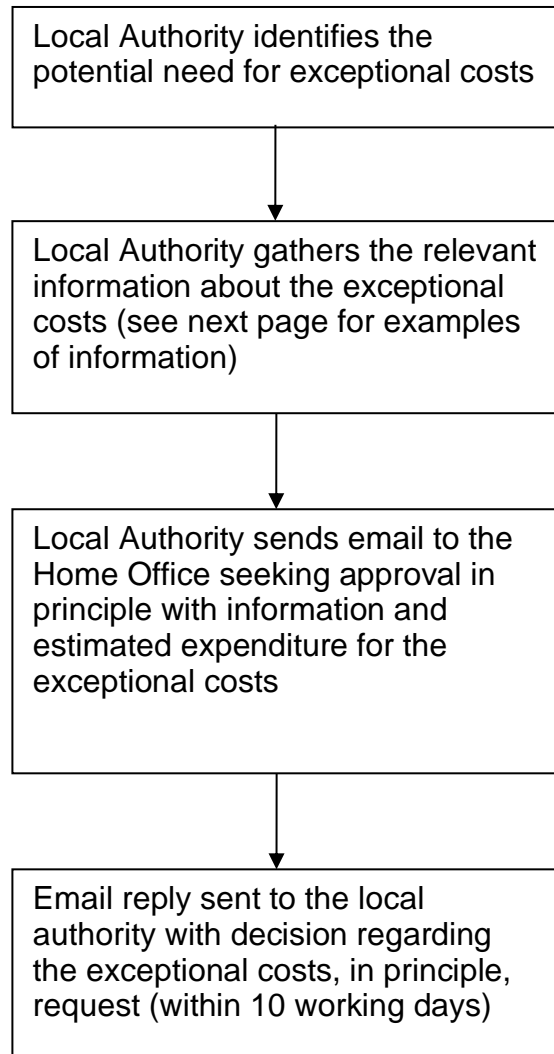 Local Authority identifies the
potential need for exceptional costs
Local Authority gathers the relevant
information about the exceptional
costs (see next page for examples
of information)
Local Authority sends email to the
Home Office seeking approval in
principle with information and
estimated expenditure for the
exceptional costs
Email reply sent to the local
authority with decision regarding
the exceptional costs, in principle,
request (within 10 working days)